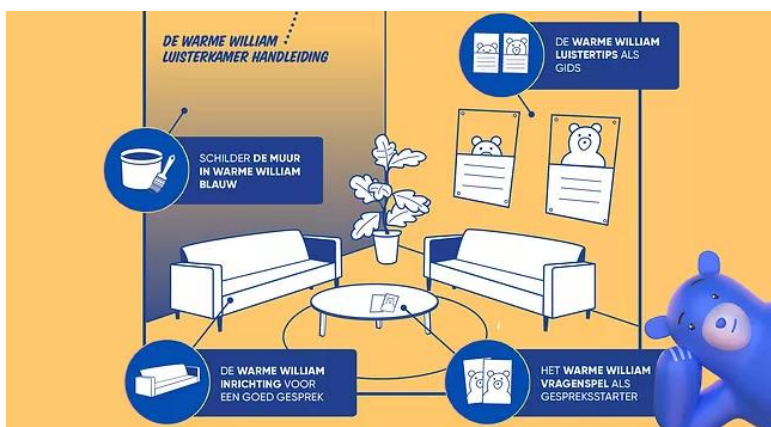 DE WARME WILLIAM
LUISTERKAMER HANDLEIDING
DE WARME WILLIAM
LUISTERTIPS ALS
GIDS
SCHILDER DE MUUR
IN WARME WILLIAM
BLAUW
DE WARME WILLIAM
INRICHTING VOOR
EEN GOED GESPREK
HET WARME WILLIAM
VRAGENSPEL ALS
GESPREKSSTARTER